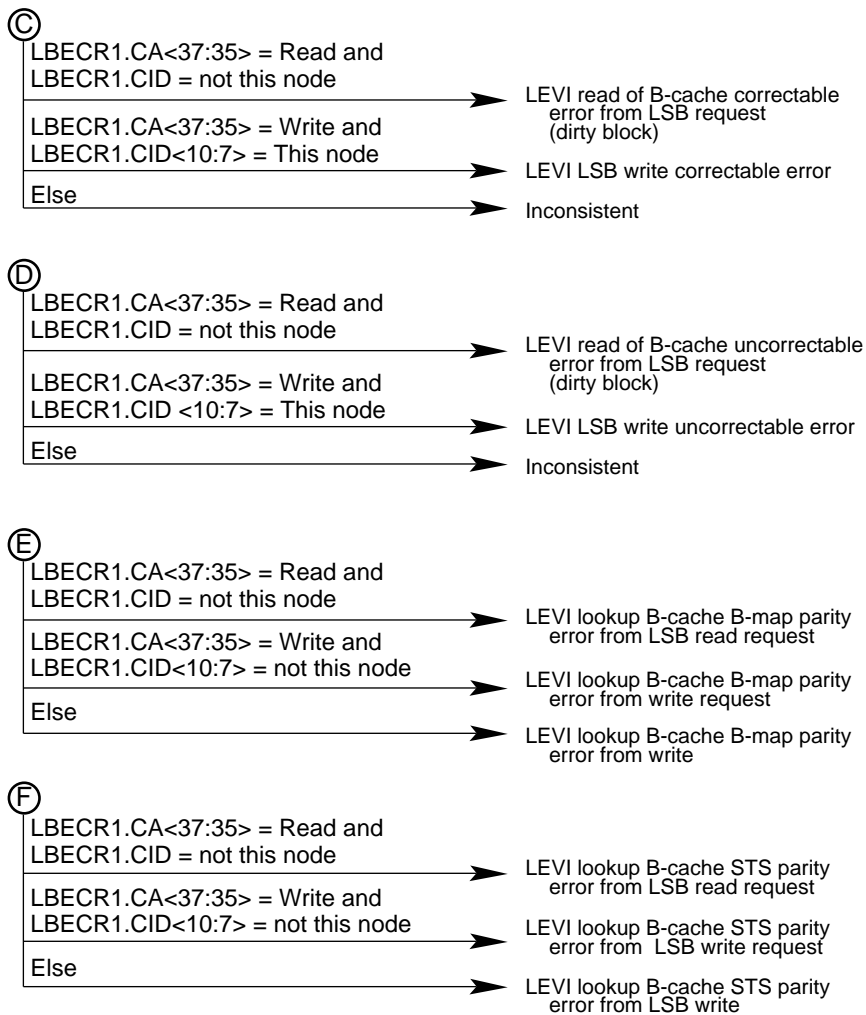 C
LBECR1.CA<37:35> = Read and
LBECR1.CID = not this node
LEVI read of B-cache correctable
error from LSB request
(dirty block)
LBECR1.CA<37:35> = Write and
LBECR1.CID<10:7> = This node
LEVI LSB write correctable error
Else
Inconsistent
D
LBECR1.CA<37:35> = Read and
LBECR1.CID = not this node
LEVI read of B-cache uncorrectable
error from LSB request
(dirty block)
LBECR1.CA<37:35> = Write and
LBECR1.CID <10:7> = This node
LEVI LSB write uncorrectable error
Else
Inconsistent
E
LBECR1.CA<37:35> = Read and
LBECR1.CID = not this node
LEVI lookup B-cache B-map parity
error from LSB read request
LBECR1.CA<37:35> = Write and
LBECR1.CID<10:7> = not this node
LEVI lookup B-cache B-map parity
error from write request
Else
LEVI lookup B-cache B-map parity
error from write
F
LBECR1.CA<37:35> = Read and
LBECR1.CID = not this node
LEVI lookup B-cache STS parity
error from LSB read request
LBECR1.CA<37:35> = Write and
LBECR1.CID<10:7> = not this node
LEVI lookup B-cache STS parity
error from  LSB write request
Else
LEVI lookup B-cache STS parity
error from LSB write